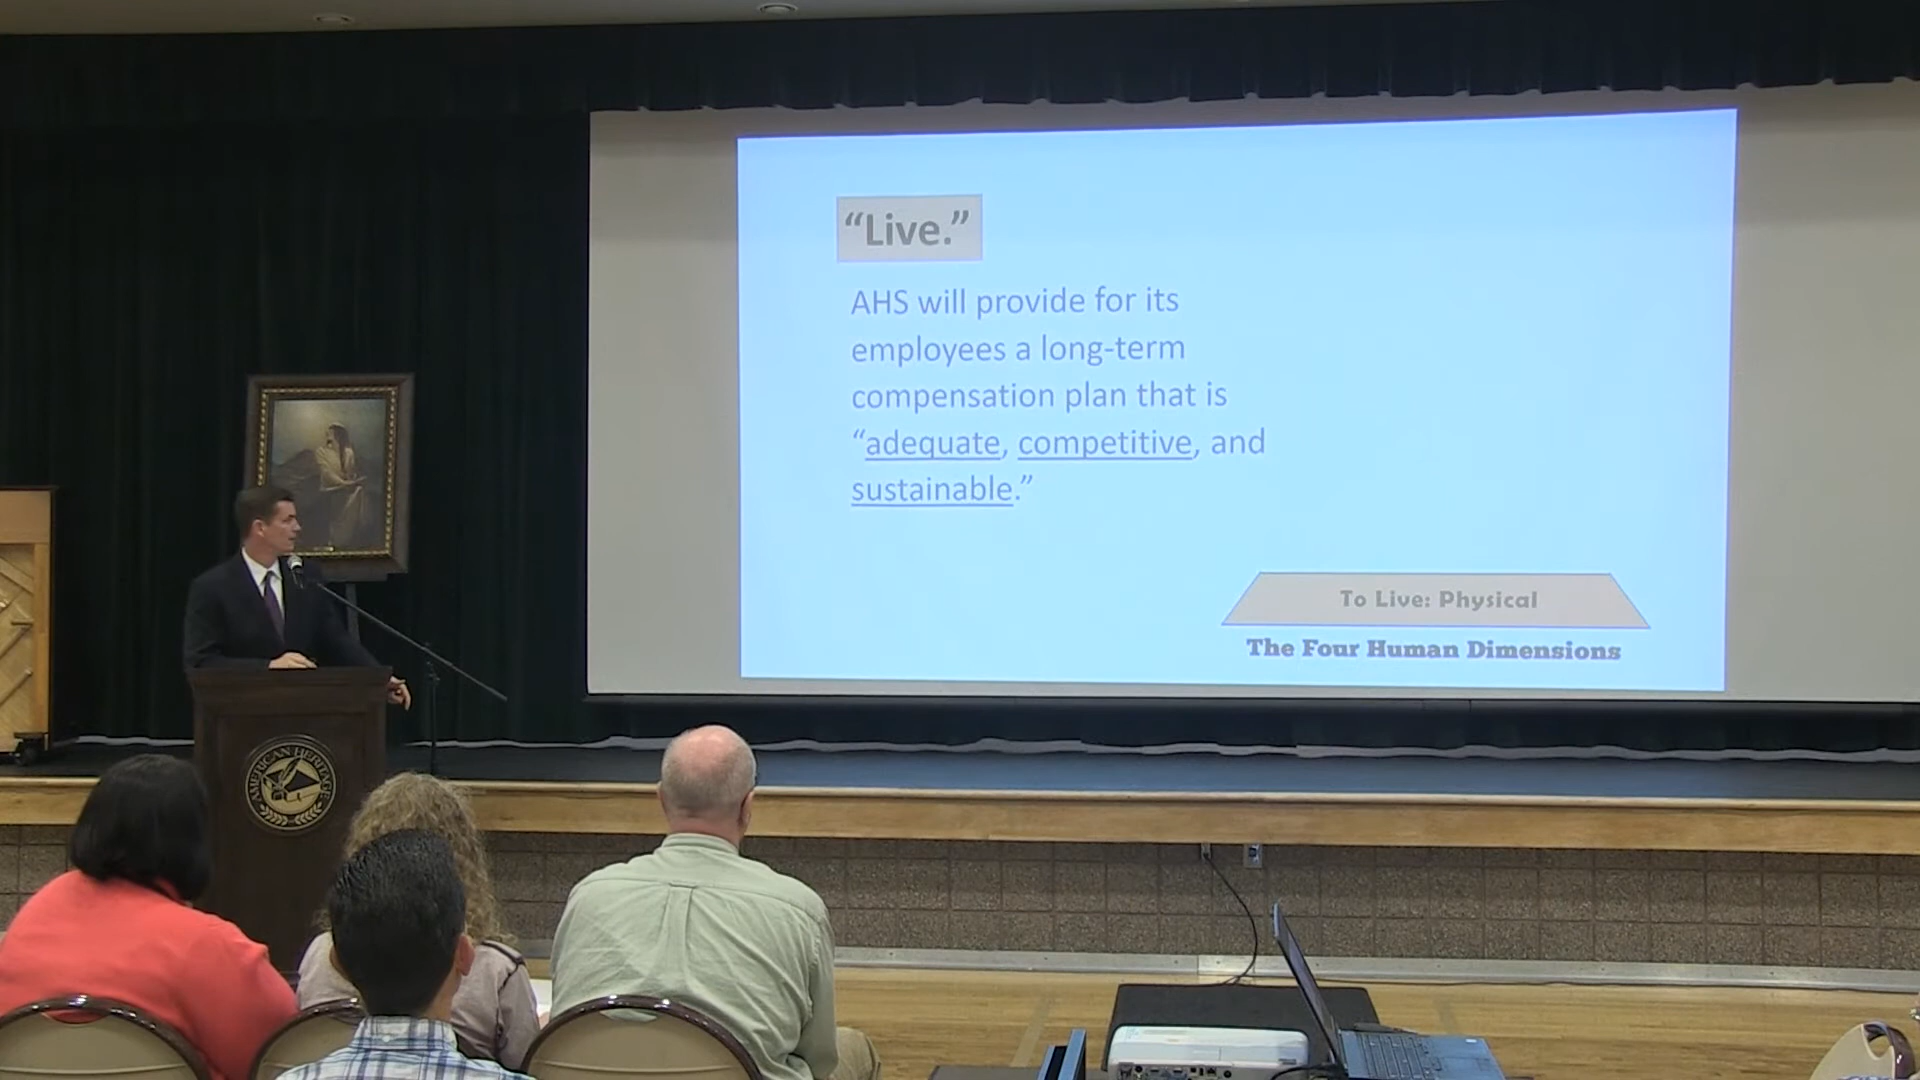 “Live.”
AHS will provide for its
employees a long-term
compensation plan that is
“adequate, competitive, and
sustainable.”
To Live: Physical
The Four Human Dimensions
AMERICAN HERITAGE